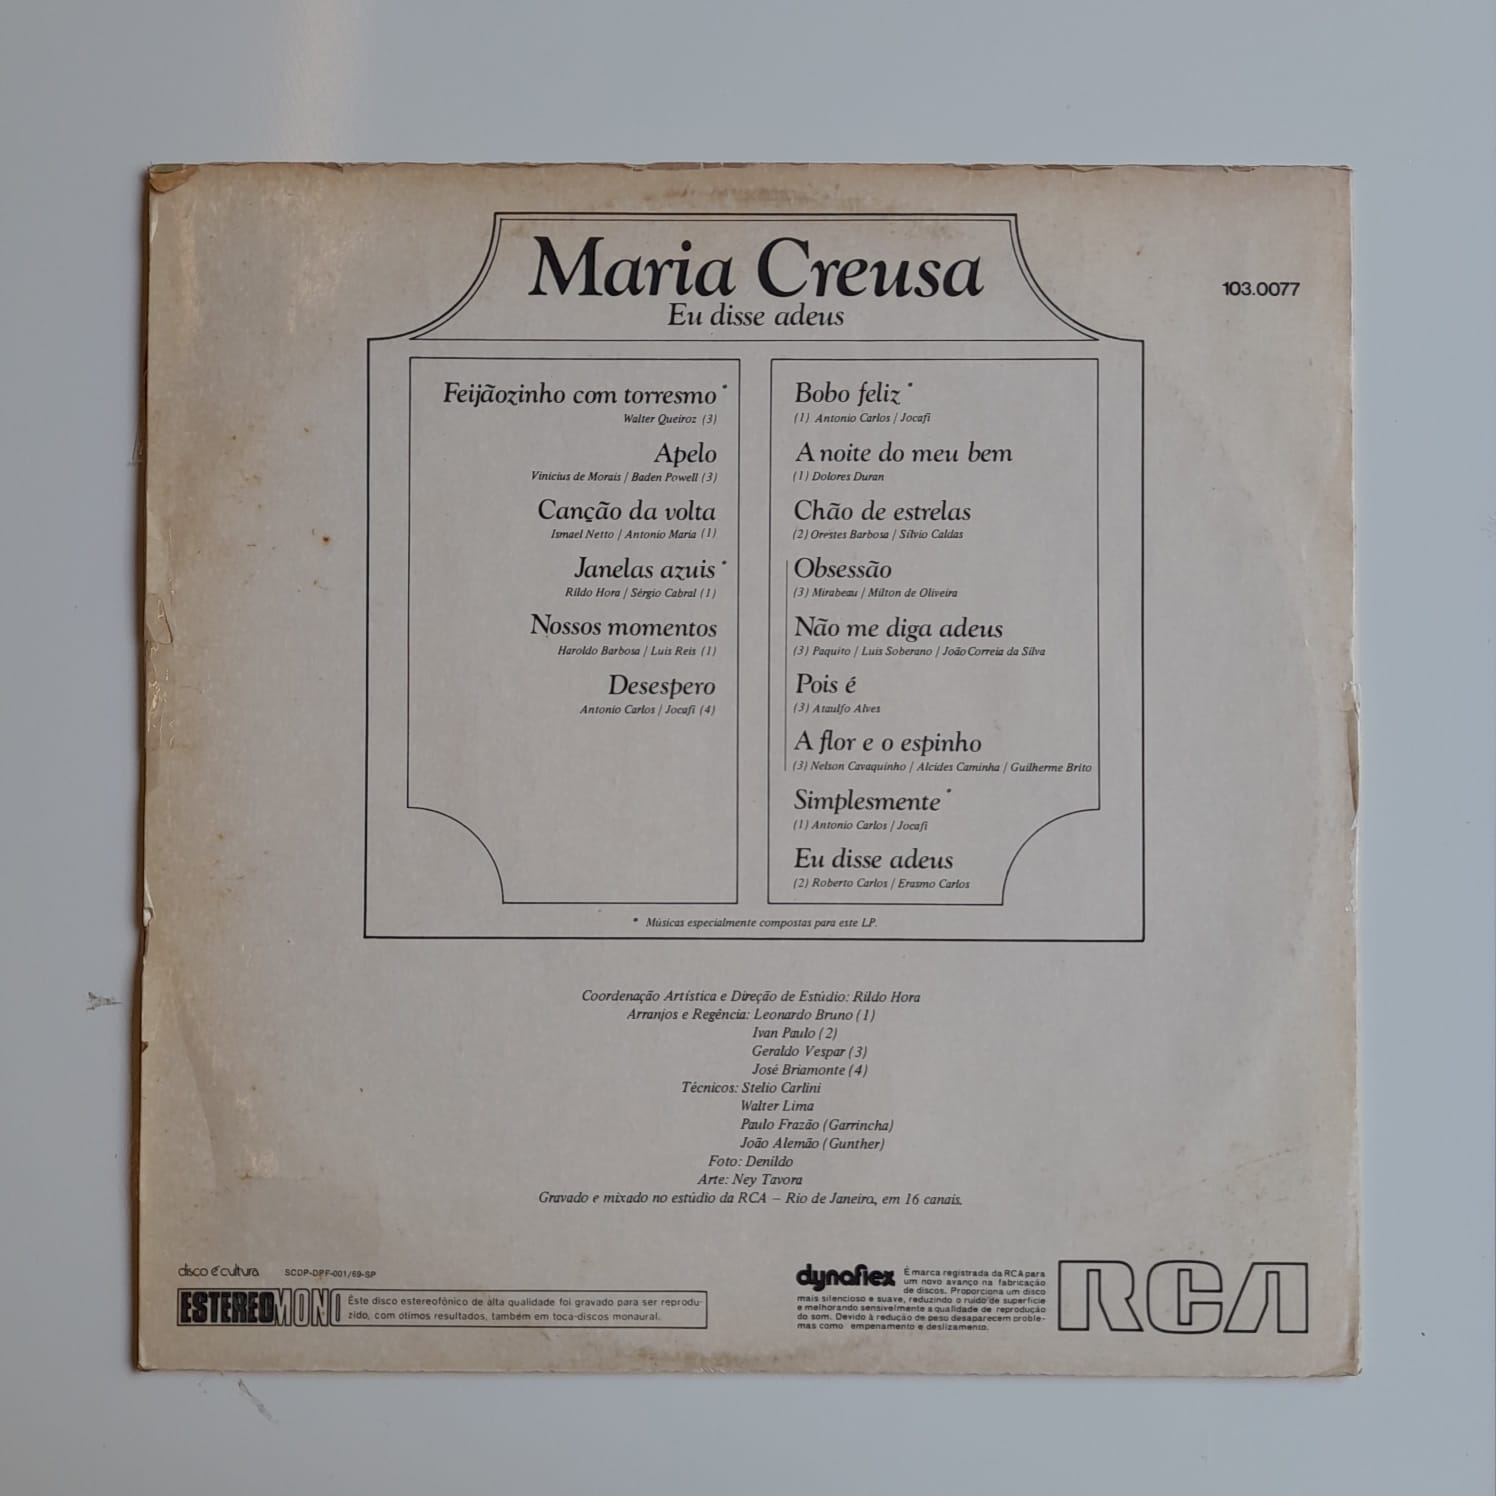 Maria Creusa
Eu disse adeus
103.0077
Feijãozinho com torresmo *
Walter Queiroz (3)
Apelo
Vinicius de Morais / Baden Powell (3)
Canção da volta
Ismael Netto / Antonio Maria (1)
Janelas azuis *
Rildo Hora / Sérgio Cabral (1)
Nossos momentos
Haroldo Barbosa / Luis Reis (1)
Desespero
Antonio Carlos / Jocafi (4)
Bobo feliz *
(1) Antonio Carlos / Jocafi
A noite do meu bem
(1) Dolores Duran
Chão de estrelas
(2) Orestes Barbosa / Sílvio Caldas
Obsessão
(3) Mirabeau / Milton de Oliveira
Não me diga adeus
(3) Paquito / Luis Soberano / João Correia da Silva
Pois é
(3) Ataulfo Alves
A flor e o espinho
(3) Nelson Cavaquinho / Alcides Caminha / Guilherme Brito
Simplesmente *
(1) Antonio Carlos / Jocafi
Eu disse adeus
(2) Roberto Carlos / Erasmo Carlos
* Músicas especialmente compostas para este LP.
Coordenação Artística e Direção de Estúdio: Rildo Hora
Arranjos e Regência: Leonardo Bruno (1)
Ivan Paulo (2)
Geraldo Vespar (3)
José Briamonte (4)
Técnicos: Stelio Carlini
Walter Lima
Paulo Frazão (Garrincha)
João Alemão (Gunther)
Foto: Denildo
Arte: Ney Tavora
Gravado e mixado no estúdio da RCA – Rio de Janeiro, em 16 canais.
disco é cultura SCDP-DPF-001/69-SP
ESTEREOMONO
Este disco estereofônico de alta qualidade foi gravado para ser reprodu-
zido, com ótimos resultados, também em toca-discos monaural.
dynaflex É marca registrada da RCA para
um novo avanço na fabricação
de discos. Proporciona um disco
mais silencioso e suave, reduzindo o ruído de superfície
e melhorando sensivelmente a qualidade de reprodução
do som. Devido à redução de peso desaparecem proble-
mas como empenamento e deslizamento.
RCA